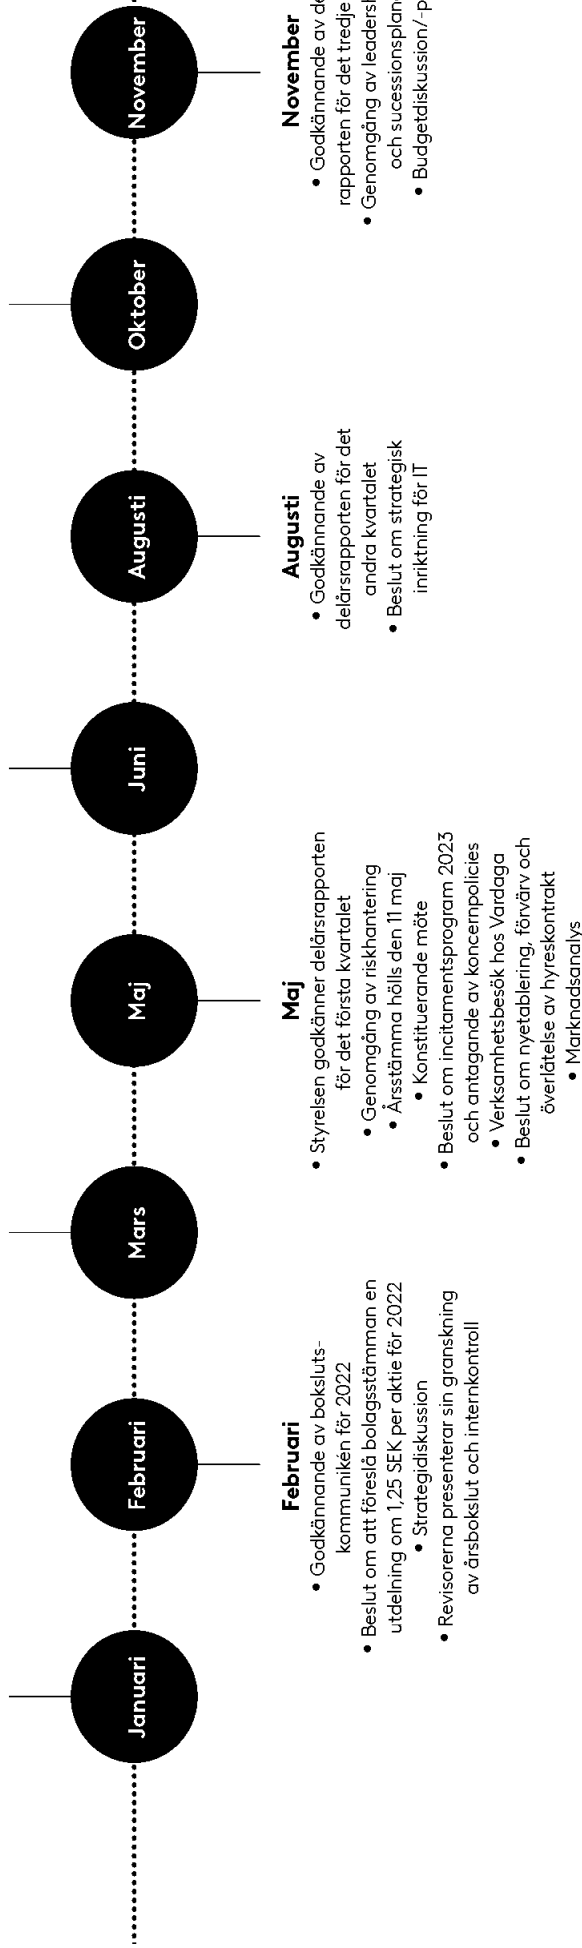 Januari
Februari
Mars
Maj
Juni
Augusti
Oktober
November
Februari
• Godkännande av boksluts-
kommunikén för 2022
• Beslut om att föreslå bolagsstämman en
utdelning om 1,25 SEK per aktie för 2022
• Strategidiskussion
• Revisorerna presenterar sin granskning
av årsbokslut och internkontroll
Maj
• Styrelsen godkänner delårsrapporten
för det första kvartalet
• Genomgång av riskhantering
• Årsstämma hölls den 11 maj
• Konstituerande möte
• Beslut om incitamentsprogram 2023
och antagande av koncernpolicies
• Verksamhetsbesök hos Vardaga
• Beslut om nyetablering, förvärv och
överlåtelse av hyreskontrakt
• Marknadsanalys
Augusti
• Godkännande av
delårsrapporten för det
andra kvartalet
• Beslut om strategisk
inriktning för IT
November
• Godkännande av de
rapporten för det tredje
• Genomgång av leadersh
och sucessionsplan
• Budgetdiskussion/-p